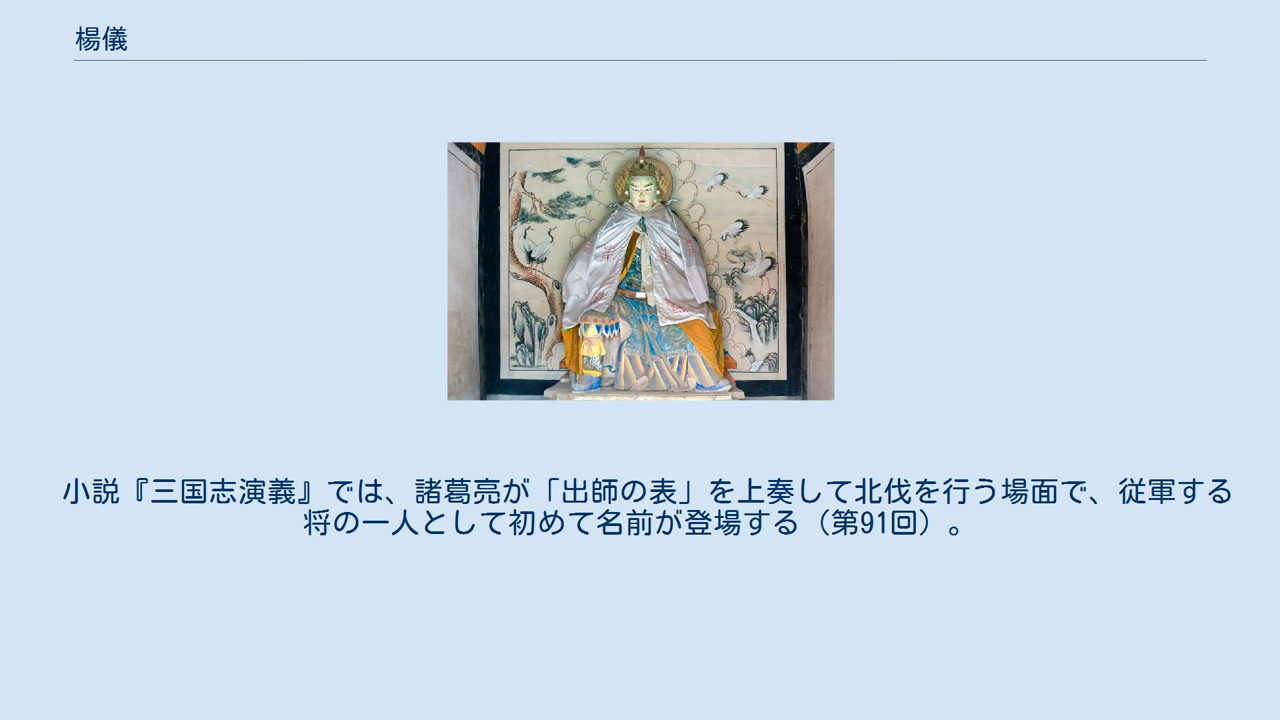 楊儀
小説『三国志演義』では、諸葛亮が「出師の表」を上奏して北伐を行う場面で、従軍する
将の一人として初めて名前が登場する（第91回）。